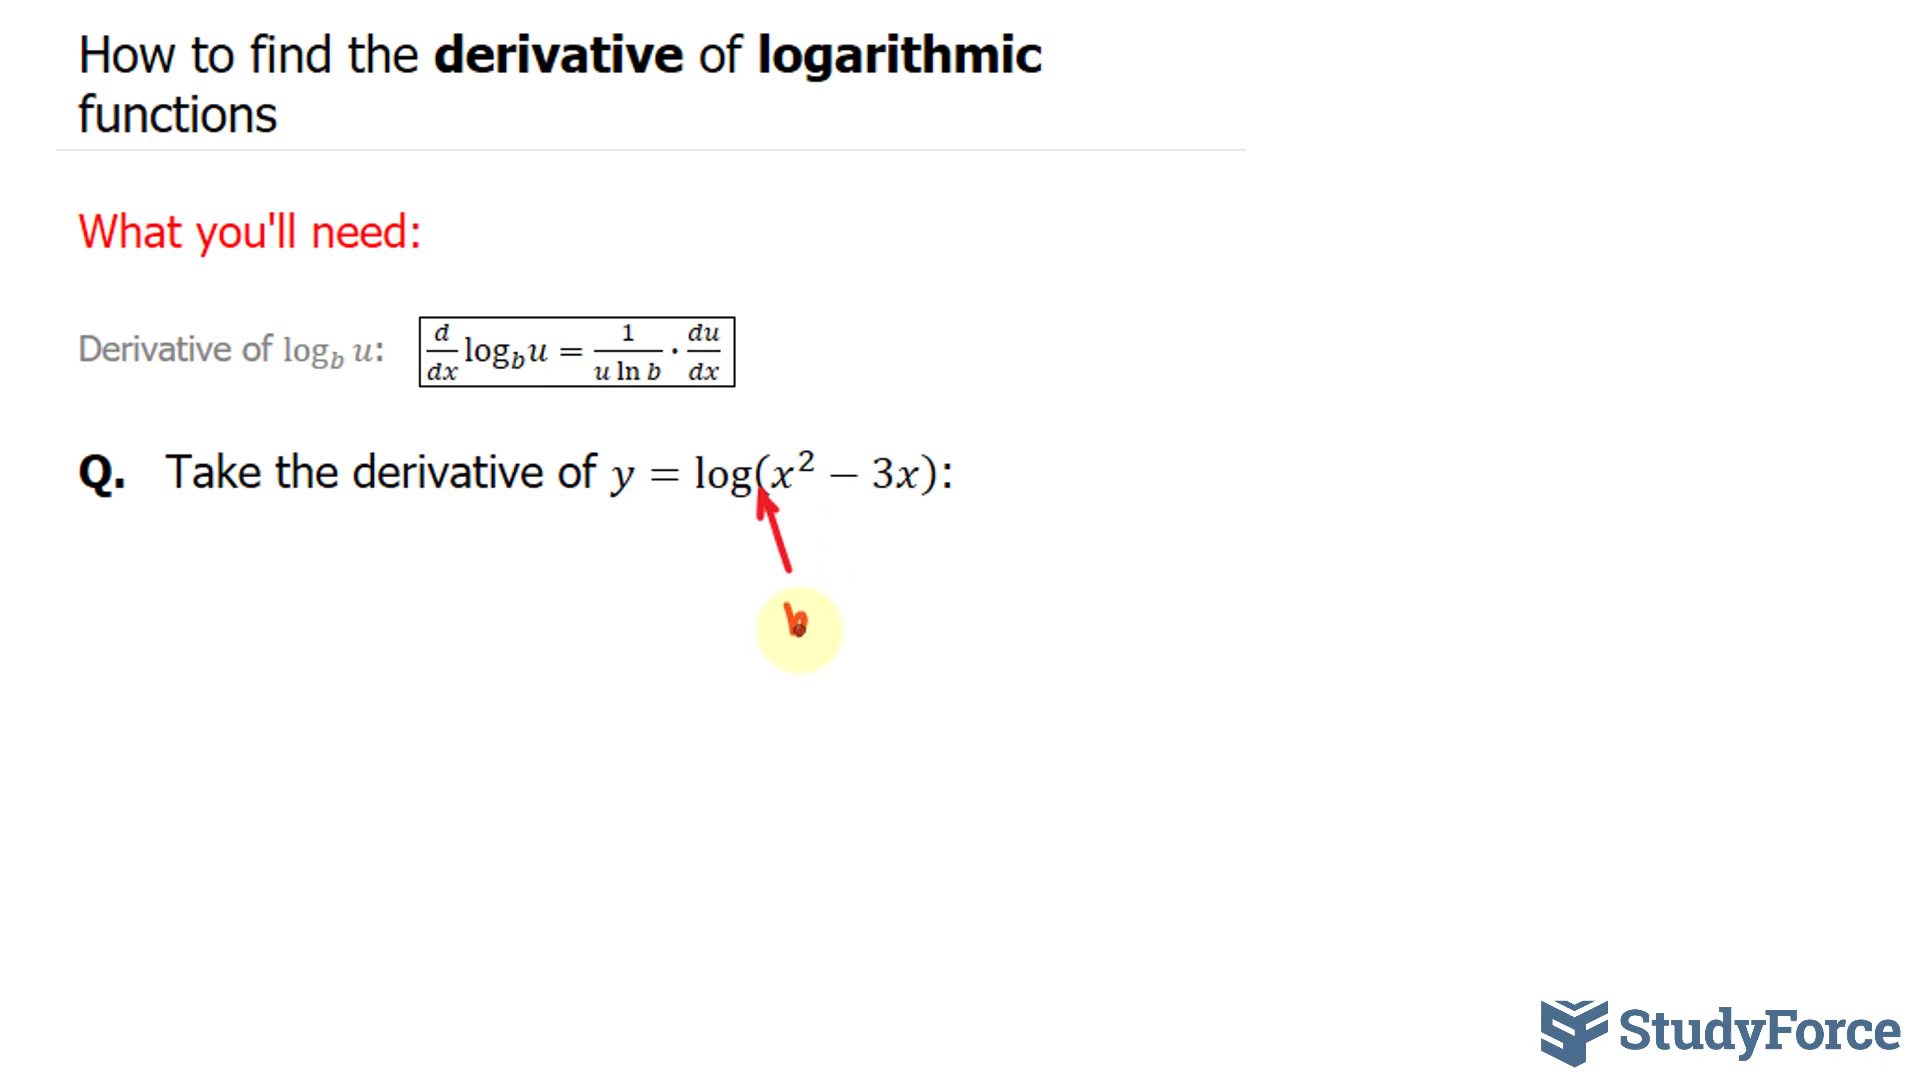 How to find the derivative of logarithmic
functions
What you'll need:
Derivative of log_b u: d/dx log_b u = 1/(u ln b) · du/dx
Q. Take the derivative of y = log(x² − 3x):
b
StudyForce